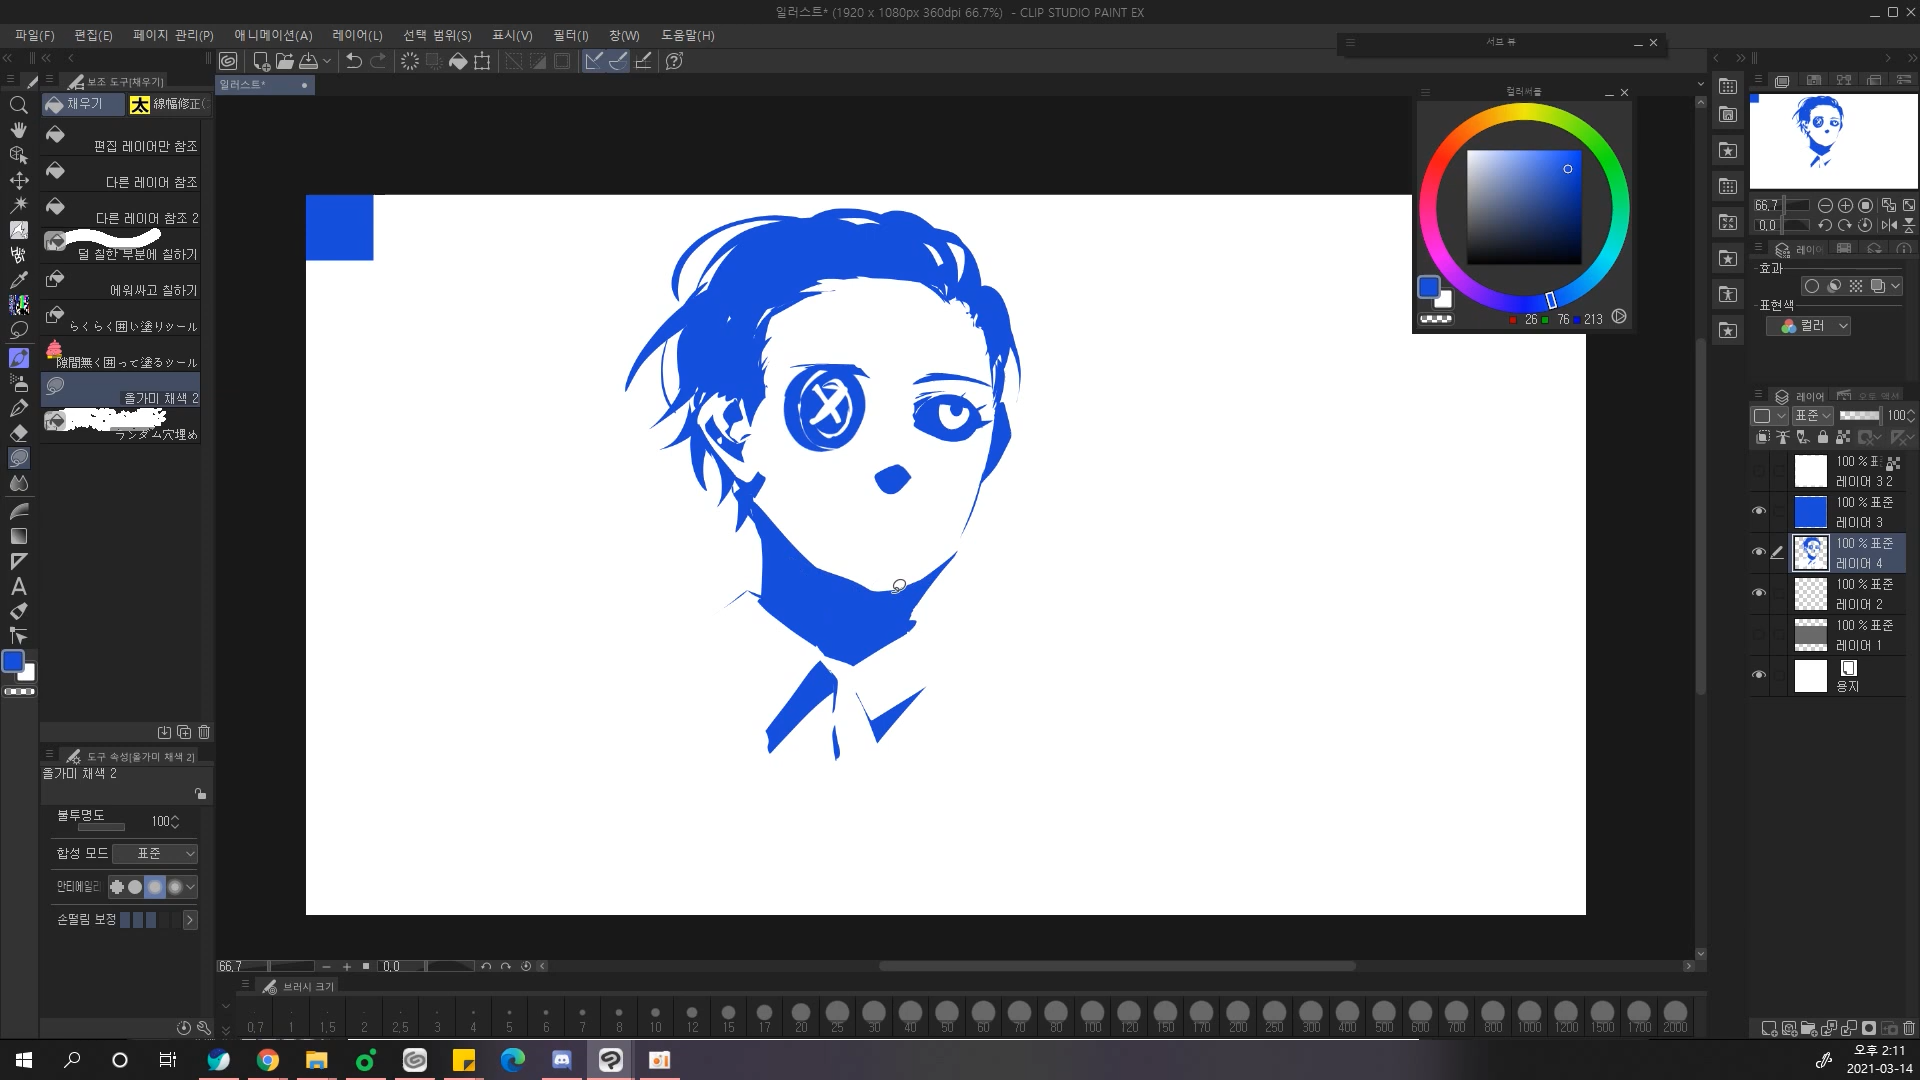 일러스트* (1920 x 1080px 360dpi 66.7%) - CLIP STUDIO PAINT EX
파일(F) 편집(E) 페이지 관리(P) 애니메이션(A) 레이어(L) 선택 범위(S) 표시(V) 필터(I) 창(W) 도움말(H)
서브 뷰
보조 도구[채우기]
일러스트*
채우기
太 線幅修正(
편집 레이어만 참조
다른 레이어 참조
다른 레이어 참조 2
덜 칠한 부분에 칠하기
에워싸고 칠하기
らくらく囲い塗りツール
隙間無く囲って塗るツール
올가미 채색 2
ランダム穴埋め
컬러써클
26 76 213
66.7
0.0
레이어
효과
표현색
컬러
레이어 오토 액션
표준 100
100 % 표준
레이어 3 2
100 % 표준
레이어 3
100 % 표준
레이어 4
100 % 표준
레이어 2
100 % 표준
레이어 1
용지
도구 속성[올가미 채색 2]
올가미 채색 2
불투명도 100
합성 모드 표준
안티에일리
손떨림 보정
66.7 0.0
브러시 크기
0.7 1 1.5 2 2.5 3 4 5 6 7 8 10 12 15 17 20 25 30 40 50 60 70 80 100 120 150 170 200 250 300 400 500 600 700 800 1000 1200 1500 1700 2000
오후 2:11
2021-03-14